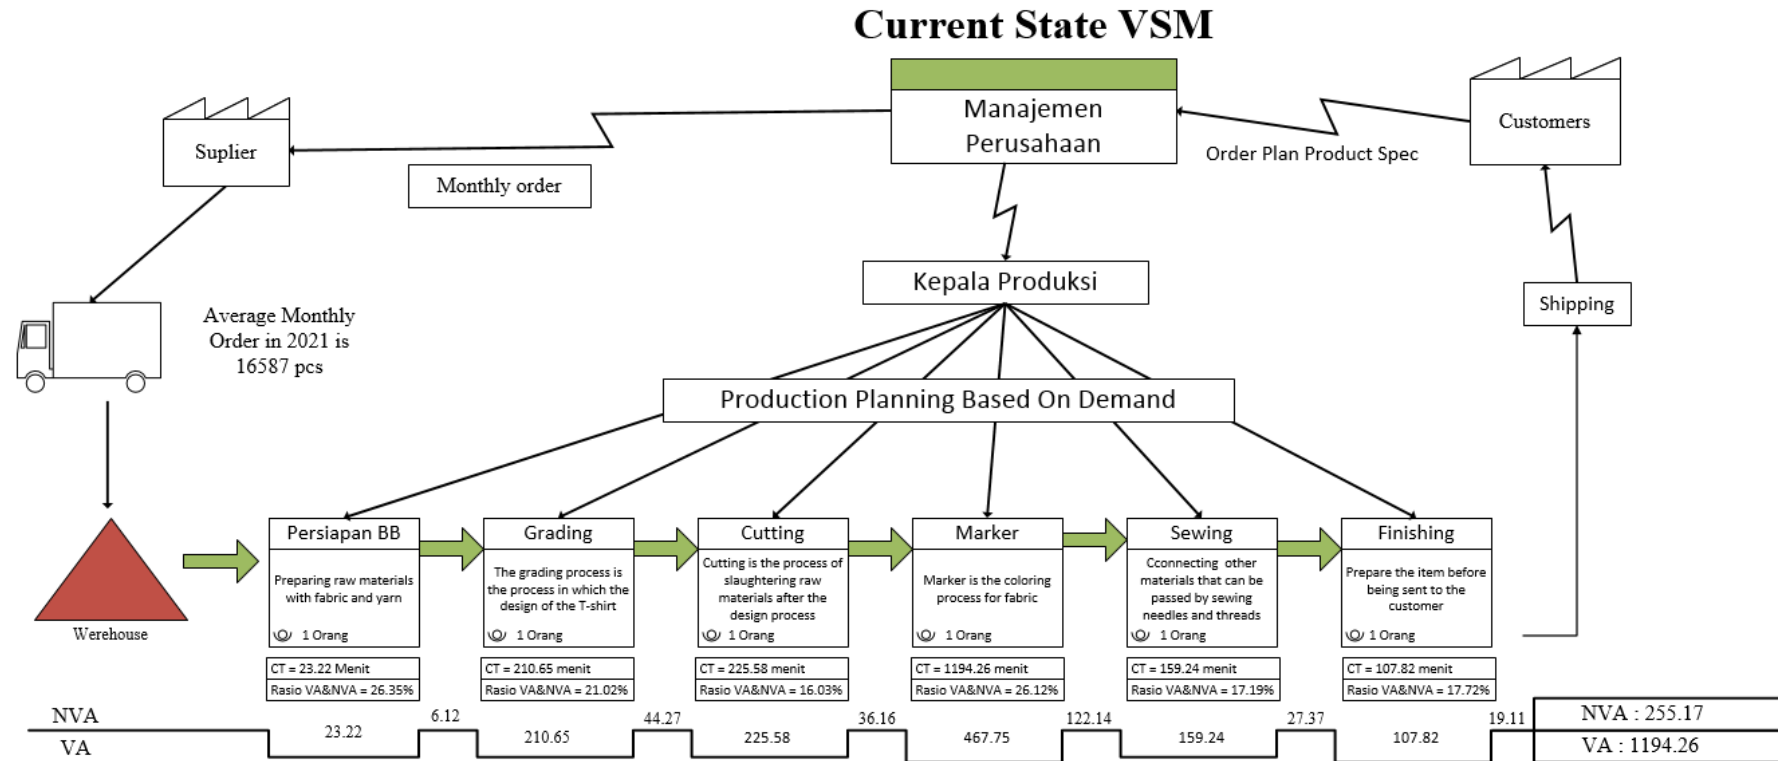 Current State VSM
Manajemen
Perusahaan
Suplier
Customers
Order Plan Product Spec
Monthly order
Kepala Produksi
Shipping
Average Monthly
Order in 2021 is
16587 pcs
Production Planning Based On Demand
Werehouse
Persiapan BB
Preparing raw materials
with fabric and yarn
1 Orang
CT = 23.22 Menit
Rasio VA&NVA = 26.35%
Grading
The grading process is
the process in which the
design of the T-shirt
1 Orang
CT = 210.65 menit
Rasio VA&NVA = 21.02%
Cutting
Cutting is the process of
slaughtering raw
materials after the
design process
1 Orang
CT = 225.58 menit
Rasio VA&NVA = 16.03%
Marker
Marker is the coloring
process for fabric
1 Orang
CT = 1194.26 menit
Rasio VA&NVA = 26.12%
Sewing
Cconnecting other
materials that can be
passed by sewing
needles and threads
1 Orang
CT = 159.24 menit
Rasio VA&NVA = 17.19%
Finishing
Prepare the item before
being sent to the
customer
1 Orang
CT = 107.82 menit
Rasio VA&NVA = 17.72%
NVA
6.12 44.27 36.16 122.14 27.37 19.11
NVA : 255.17
VA
23.22 210.65 225.58 467.75 159.24 107.82
VA : 1194.26